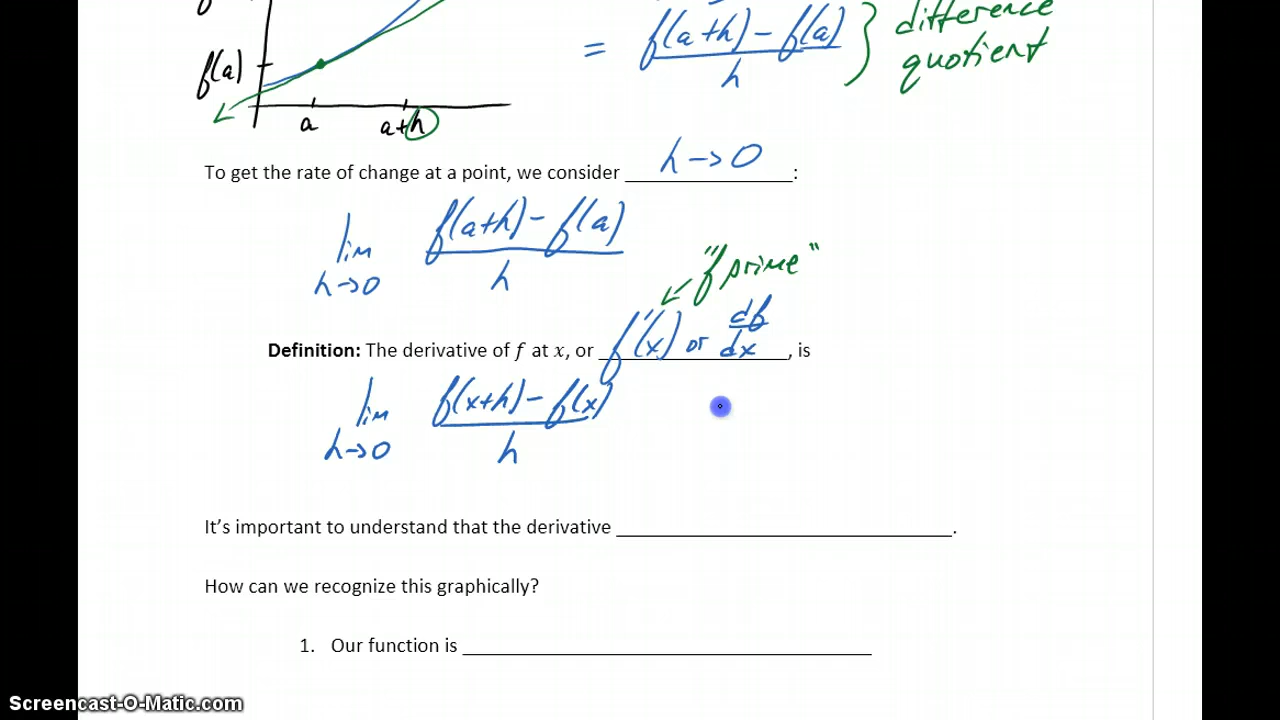 = f(a+h) - f(a) / h } difference quotient
f(a)
a a+h
To get the rate of change at a point, we consider h→0:
lim h→0 f(a+h) - f(a) / h
"f prime"
Definition: The derivative of f at x, or f'(x) or df/dx, is
lim h→0 f(x+h) - f(x) / h
It's important to understand that the derivative ____________.
How can we recognize this graphically?
1. Our function is ____________
Screencast-O-Matic.com